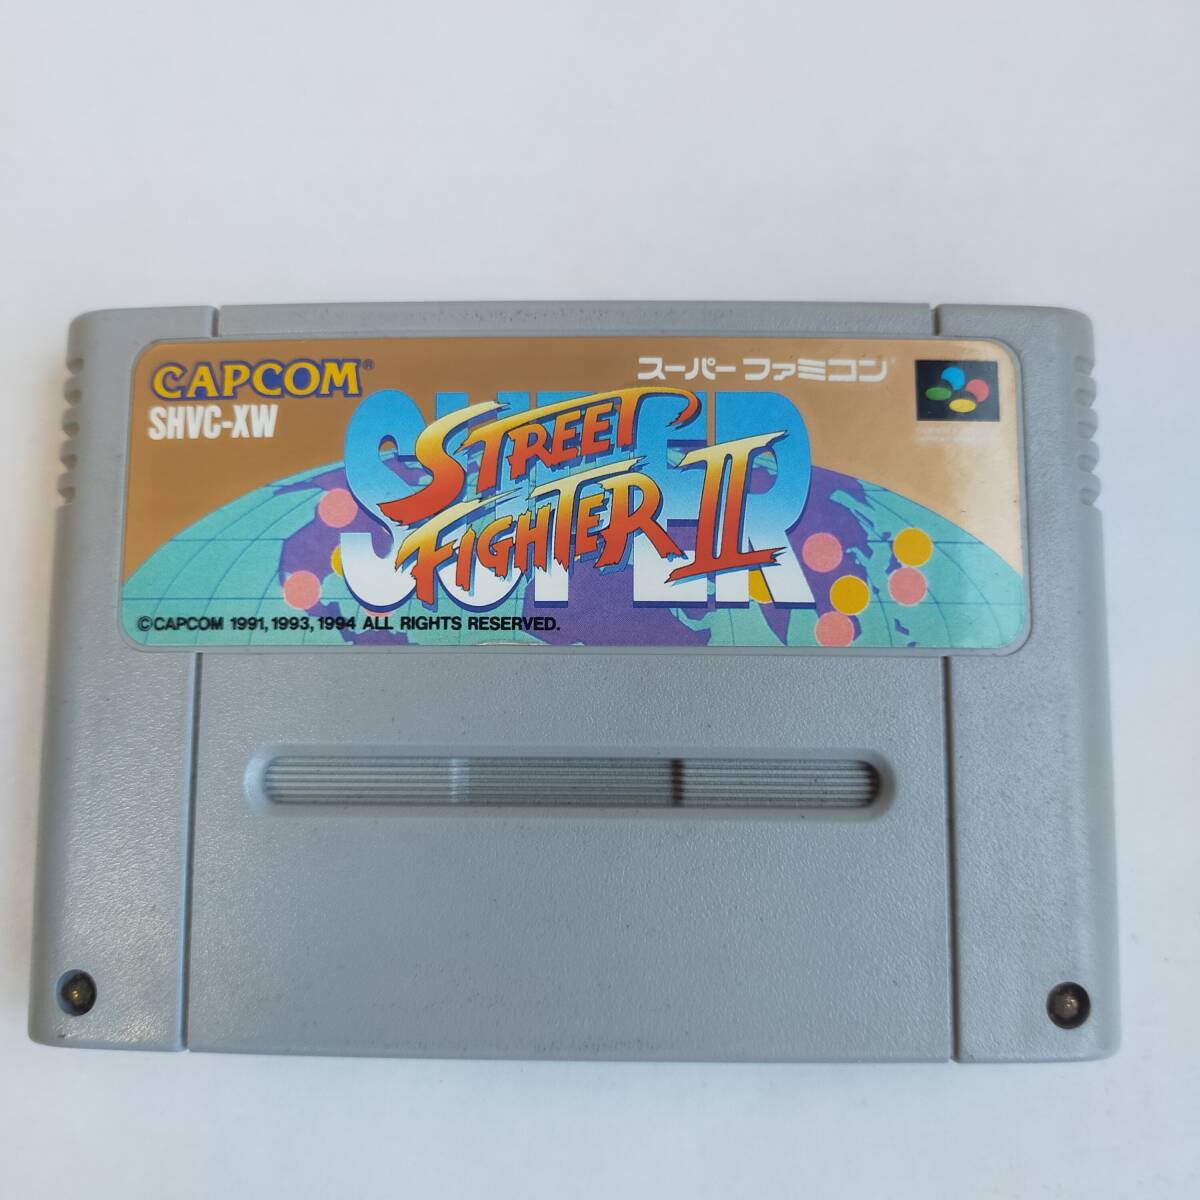 CAPCOM®
SHVC-XW
スーパーファミコン
SUPER
STREET
FIGHTER II
©CAPCOM 1991, 1993, 1994 ALL RIGHTS RESERVED.